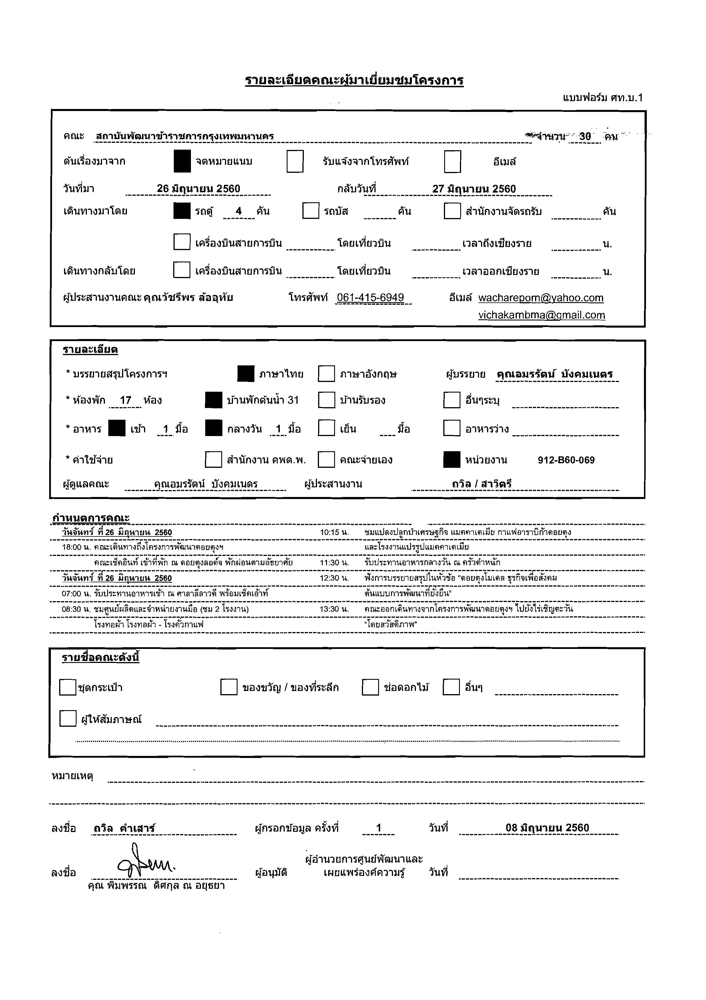 รายละเอียดคณะผู้มาเยี่ยมชมโครงการ
แบบฟอร์ม ศท.บ.1
คณะ สถาบันพัฒนาข้าราชการกรุงเทพมหานคร จำนวน 30 คน
ต้นเรื่องมาจาก จดหมายแนบ รับแจ้งจากโทรศัพท์ อีเมล์
วันที่มา 26 มิถุนายน 2560 กลับวันที่ 27 มิถุนายน 2560
เดินทางมาโดย รถตู้ 4 คัน รถบัส คัน สำนักงานจัดรถรับ คัน
เครื่องบินสายการบิน โดยเที่ยวบิน เวลาถึงเชียงราย น.
เดินทางกลับโดย เครื่องบินสายการบิน โดยเที่ยวบิน เวลาออกเชียงราย น.
ผู้ประสานงานคณะ คุณวัชรีพร ล้ออุทัย โทรศัพท์ 061-415-6949 อีเมล์ wachareporn@yahoo.com
vichakarnbma@gmail.com
รายละเอียด
* บรรยายสรุปโครงการฯ ภาษาไทย ภาษาอังกฤษ ผู้บรรยาย คุณอมรรัตน์ บังคมเนตร
* ห้องพัก 17 ห้อง บ้านพักต้นน้ำ 31 บ้านรับรอง อื่นๆระบุ
* อาหาร เช้า 1 มื้อ กลางวัน 1 มื้อ เย็น มื้อ อาหารว่าง
* ค่าใช้จ่าย สำนักงาน คพด.พ. คณะจ่ายเอง หน่วยงาน 912-B60-069
ผู้ดูแลคณะ คุณอมรรัตน์ บังคมเนตร ผู้ประสานงาน ถวิล / สาวิตรี
กำหนดการคณะ
วันจันทร์ ที่ 26 มิถุนายน 2560 10:15 น. ชมแปลงปลูกป่าเศรษฐกิจ แมคคาเดเมีย กาแฟอาราบิก้าดอยตุง
18:00 น. คณะเดินทางถึงโครงการพัฒนาดอยตุงฯ และโรงงานแปรรูปแมคคาเดเมีย
คณะเช็คอินท์ เข้าที่พัก ณ ดอยตุงลอด์จ พักผ่อนตามอัธยาศัย 11:30 น. รับประทานอาหารกลางวัน ณ ครัวตำหนัก
วันจันทร์ ที่ 26 มิถุนายน 2560 12:30 น. ฟังการบรรยายสรุปในหัวข้อ "ดอยตุงโมเดล ธุรกิจเพื่อสังคม
07:00 น. รับประทานอาหารเช้า ณ ศาลาลีลาวดี พร้อมเช็คเอ้าท์ ต้นแบบการพัฒนาที่ยั่งยืน"
08:30 น. ชมศูนย์ผลิตและจำหน่ายงานมือ (ชม 2 โรงงาน) 13:30 น. คณะออกเดินทางจากโครงการพัฒนาดอยตุงฯ ไปยังไร่เชิญตะวัน
โรงทอผ้า โรงทอผ้า - โรงคั่วกาแฟ "โดยสวัสดิภาพ"
รายชื่อคณะดังนี้
ชุดกระเป๋า ของขวัญ / ของที่ระลึก ช่อดอกไม้ อื่นๆ
ผู้ให้สัมภาษณ์
หมายเหตุ
ลงชื่อ ถวิล คำเสาร์ ผู้กรอกข้อมูล ครั้งที่ 1 วันที่ 08 มิถุนายน 2560
ผู้อำนวยการศูนย์พัฒนาและ
ลงชื่อ ผู้อนุมัติ เผยแพร่องค์ความรู้ วันที่
คุณ พิมพรรณ ดิศกุล ณ อยุธยา